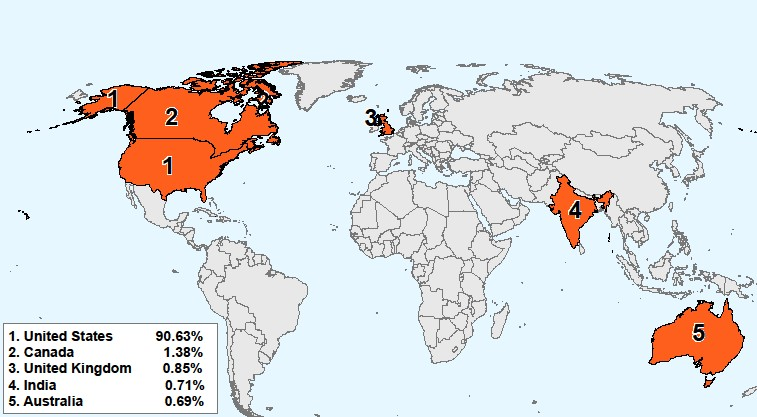 1
2
3
1
4
5
1. United States 90.63%
2. Canada 1.38%
3. United Kingdom 0.85%
4. India 0.71%
5. Australia 0.69%